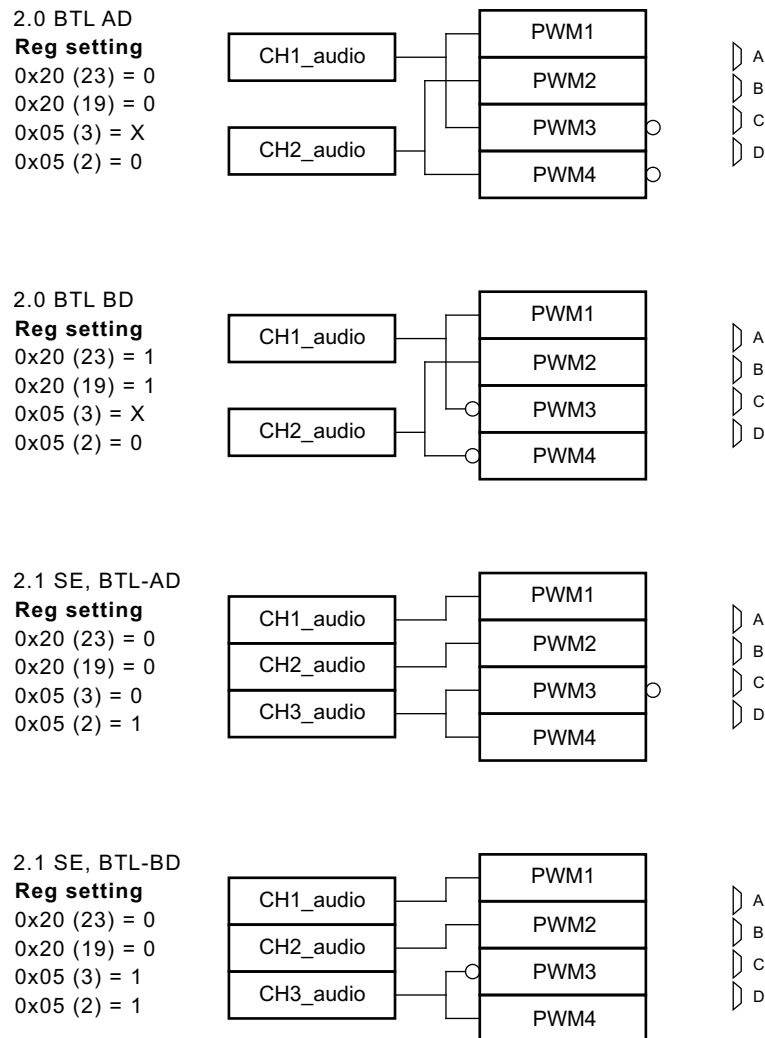 2.0 BTL AD
Reg setting
0x20 (23) = 0
0x20 (19) = 0
0x05 (3) = X
0x05 (2) = 0
CH1_audio
CH2_audio
PWM1
PWM2
PWM3
PWM4
A
B
C
D
2.0 BTL BD
Reg setting
0x20 (23) = 1
0x20 (19) = 1
0x05 (3) = X
0x05 (2) = 0
CH1_audio
CH2_audio
PWM1
PWM2
PWM3
PWM4
A
B
C
D
2.1 SE, BTL-AD
Reg setting
0x20 (23) = 0
0x20 (19) = 0
0x05 (3) = 0
0x05 (2) = 1
CH1_audio
CH2_audio
CH3_audio
PWM1
PWM2
PWM3
PWM4
A
B
C
D
2.1 SE, BTL-BD
Reg setting
0x20 (23) = 0
0x20 (19) = 0
0x05 (3) = 1
0x05 (2) = 1
CH1_audio
CH2_audio
CH3_audio
PWM1
PWM2
PWM3
PWM4
A
B
C
D